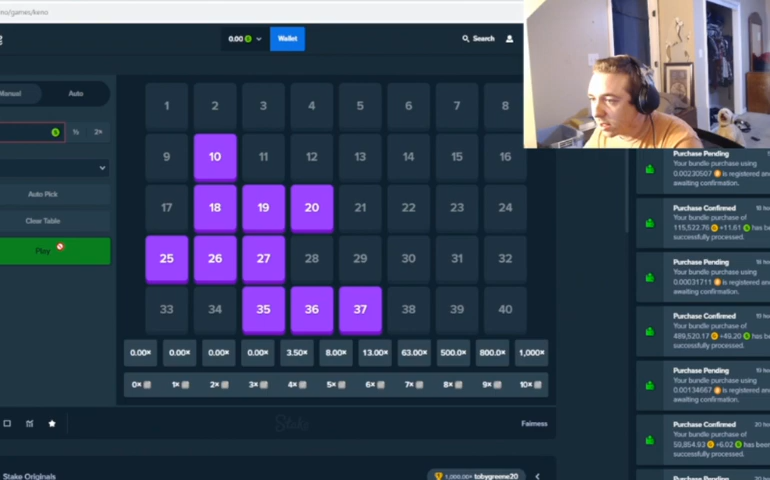 no/games/keno
0.00
Wallet
Search
Manual
Auto
½
2×
Auto Pick
Clear Table
Play
1 2 3 4 5 6 7 8
9 10 11 12 13 14 15 16
17 18 19 20 21 22 23 24
25 26 27 28 29 30 31 32
33 34 35 36 37 38 39 40
0.00× 0.00× 0.00× 0.00× 3.50× 8.00× 13.00× 63.00× 500.0× 800.0× 1,000×
0× 1× 2× 3× 4× 5× 6× 7× 8× 9× 10×
Stake
Fairness
Stake Originals
1,000.00× tobygreene20
Purchase Pending
Your bundle purchase using
0.00230507 is registered and
awaiting confirmation.
Purchase Confirmed
Your bundle purchase of
115,522.76 +11.61 has be
successfully processed.
Purchase Pending
Your bundle purchase using
0.00031711 is registered and
awaiting confirmation.
Purchase Confirmed
Your bundle purchase of
489,520.17 +49.20 has be
successfully processed.
Purchase Pending
Your bundle purchase using
0.00134667 is registered and
awaiting confirmation.
Purchase Confirmed
20 ho
Your bundle purchase of
59,854.93 +6.02 has been
successfully processed.
Purchase Pending